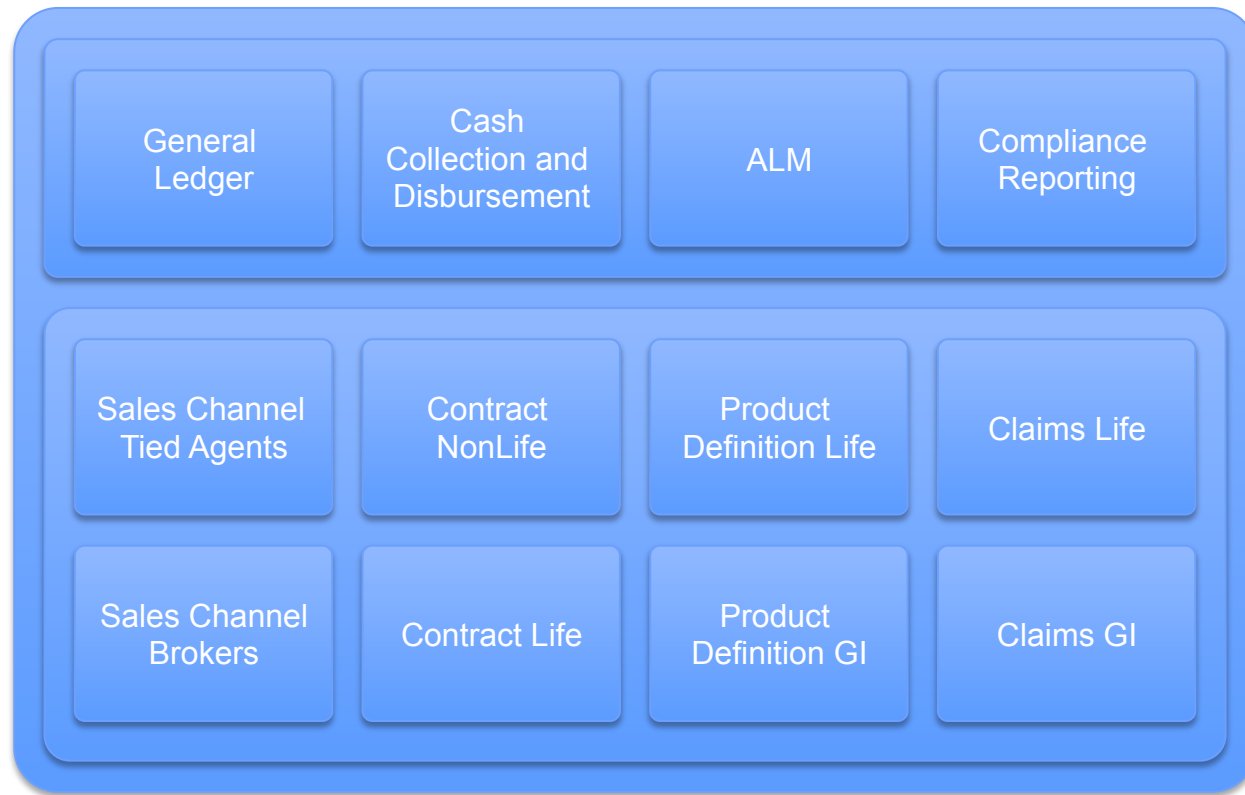 General
Ledger
Cash
Collection and
Disbursement
ALM
Compliance
Reporting
Sales Channel
Tied Agents
Contract
NonLife
Product
Definition Life
Claims Life
Sales Channel
Brokers
Contract Life
Product
Definition GI
Claims GI